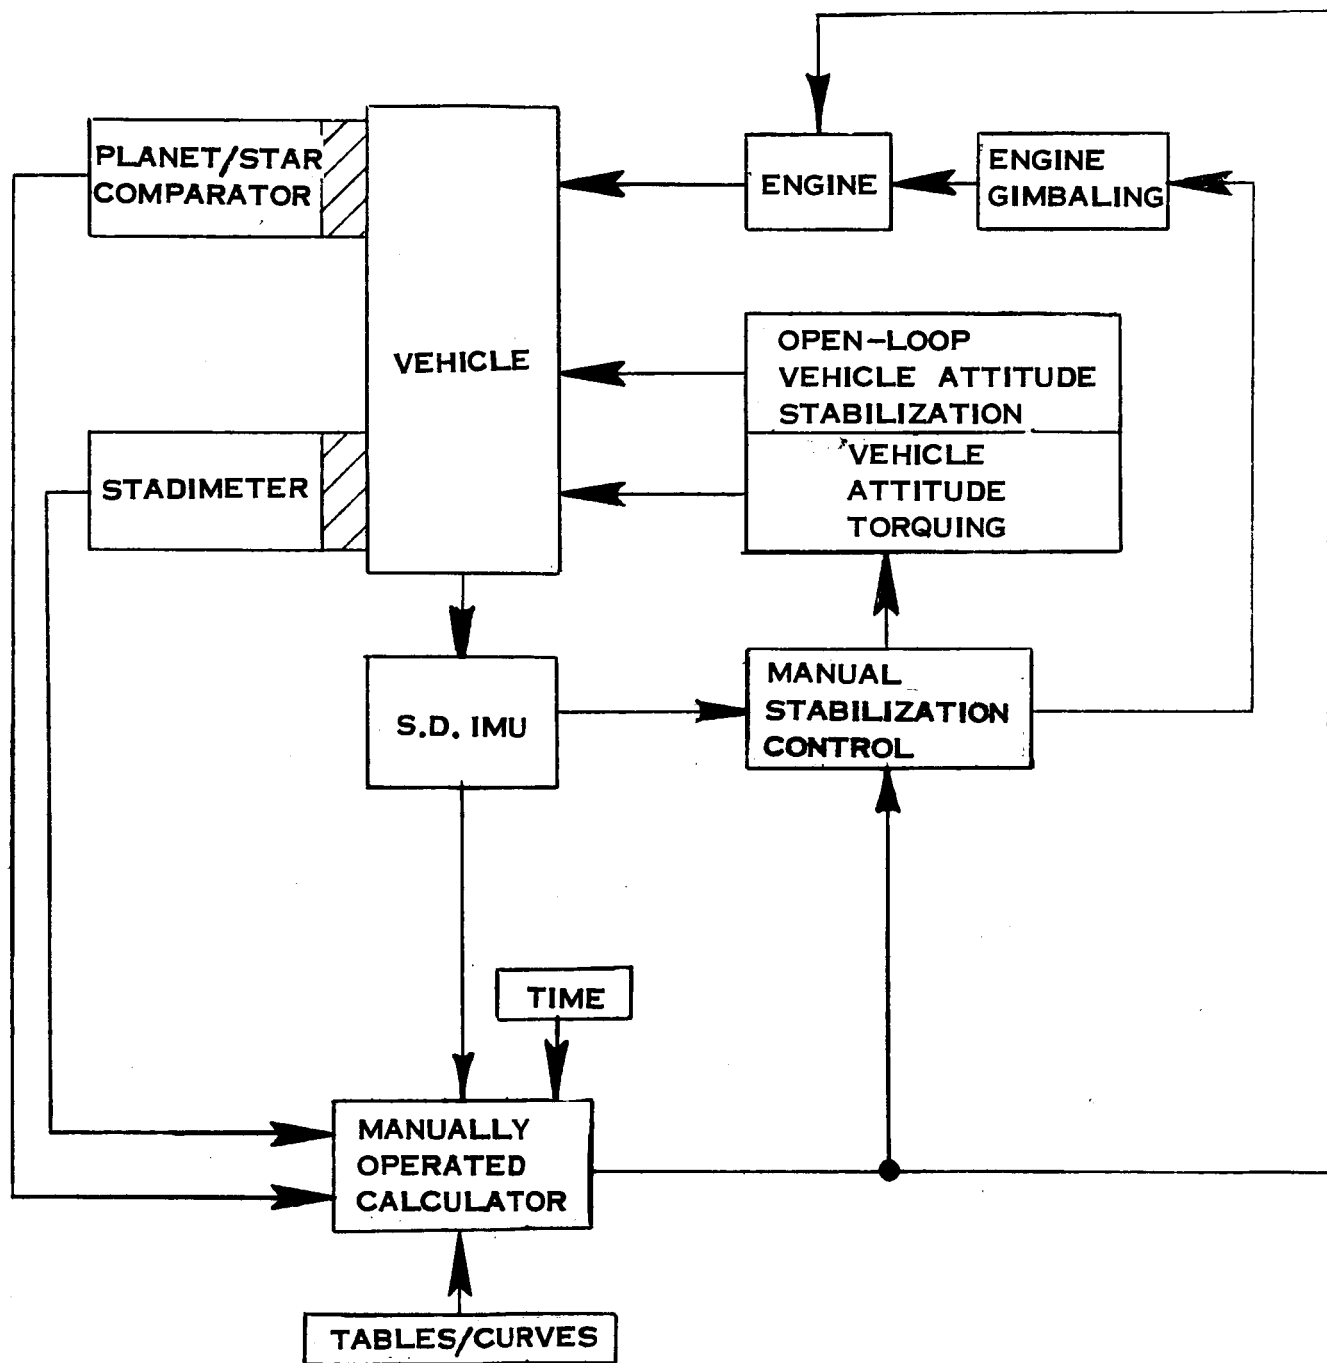 PLANET/STAR
COMPARATOR
ENGINE
ENGINE
GIMBALING
VEHICLE
OPEN-LOOP
VEHICLE ATTITUDE
STABILIZATION
STADIMETER
VEHICLE
ATTITUDE
TORQUING
S.D. IMU
MANUAL
STABILIZATION
CONTROL
TIME
MANUALLY
OPERATED
CALCULATOR
TABLES/CURVES